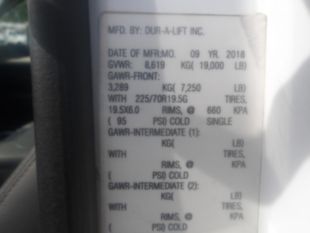 MFD. BY: DUR-A-LIFT INC.
DATE OF MFR:MO. 09 YR. 2018
GVWR: 8,619 KG( 19,000 LB)
GAWR-FRONT:
3,289 KG( 7,250 LB)
WITH 225/70R19.5G TIRES,
19.5X6.0 RIMS, @ 660 KPA
( 95 PSI) COLD SINGLE
GAWR-INTERMEDIATE (1):
KG( LB)
WITH TIRES,
RIMS, @ KPA
( PSI) COLD
GAWR-INTERMEDIATE (2):
KG( LB)
WITH TIRES,
RIMS, @ KPA
( PSI) COLD